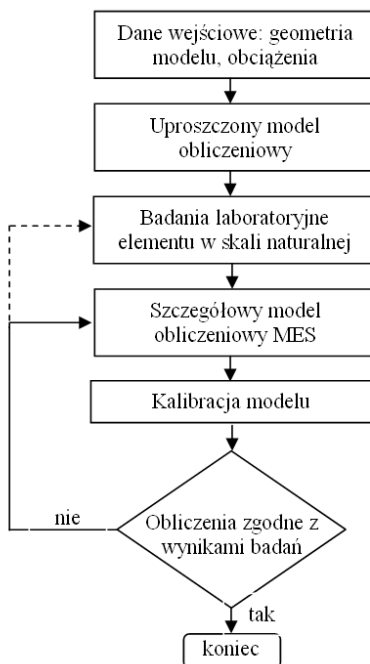 Dane wejściowe: geometria
modelu, obciążenia
Uproszczony model
obliczeniowy
Badania laboratoryjne
elementu w skali naturalnej
Szczegółowy model
obliczeniowy MES
Kalibracja modelu
nie
Obliczenia zgodne z
wynikami badań
tak
koniec